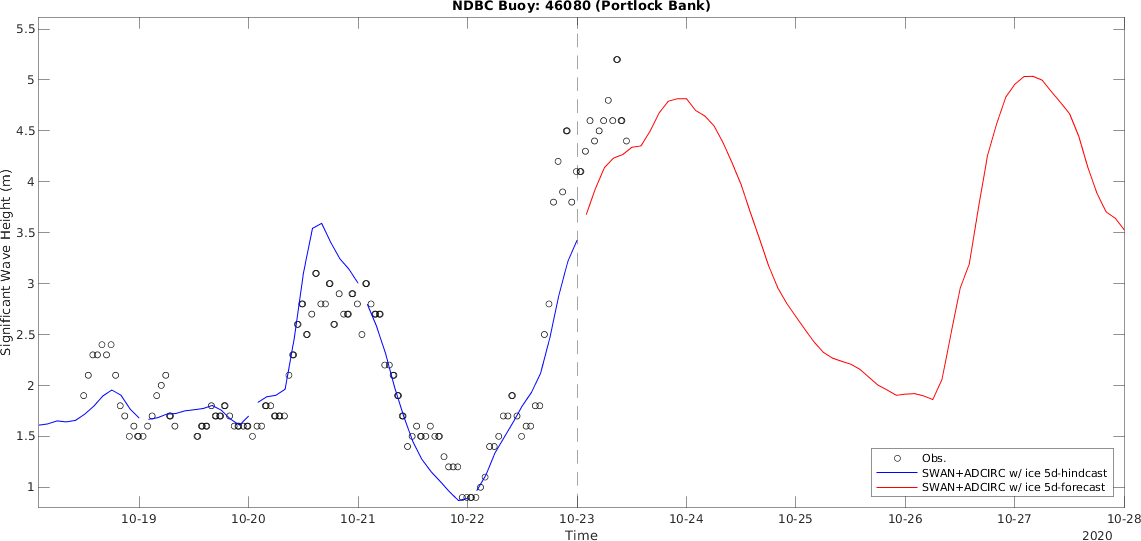 NDBC Buoy: 46080 (Portlock Bank)
5.5
5
4.5
4
3.5
3
2.5
2
1.5
1
Significant Wave Height (m)
Obs.
SWAN+ADCIRC w/ ice 5d-hindcast
SWAN+ADCIRC w/ ice 5d-forecast
10-19 10-20 10-21 10-22 10-23 10-24 10-25 10-26 10-27 10-28
Time
2020